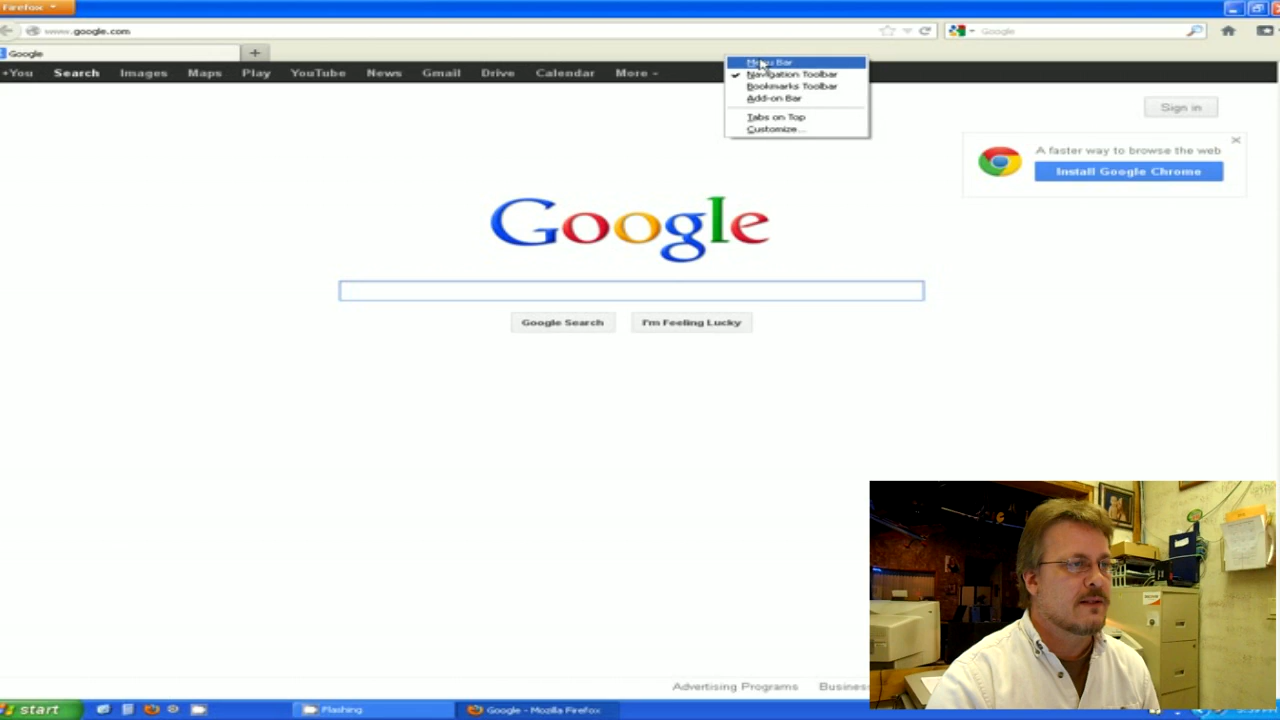 Firefox
www.google.com
Google
Google
+You Search Images Maps Play YouTube News Gmail Drive Calendar More
Menu Bar
Navigation Toolbar
Bookmarks Toolbar
Add-on Bar
Tabs on Top
Customize...
Sign in
A faster way to browse the web
Install Google Chrome
Google
Google Search
I'm Feeling Lucky
Advertising Programs Business
start
Flashing
Google - Mozilla Firefox